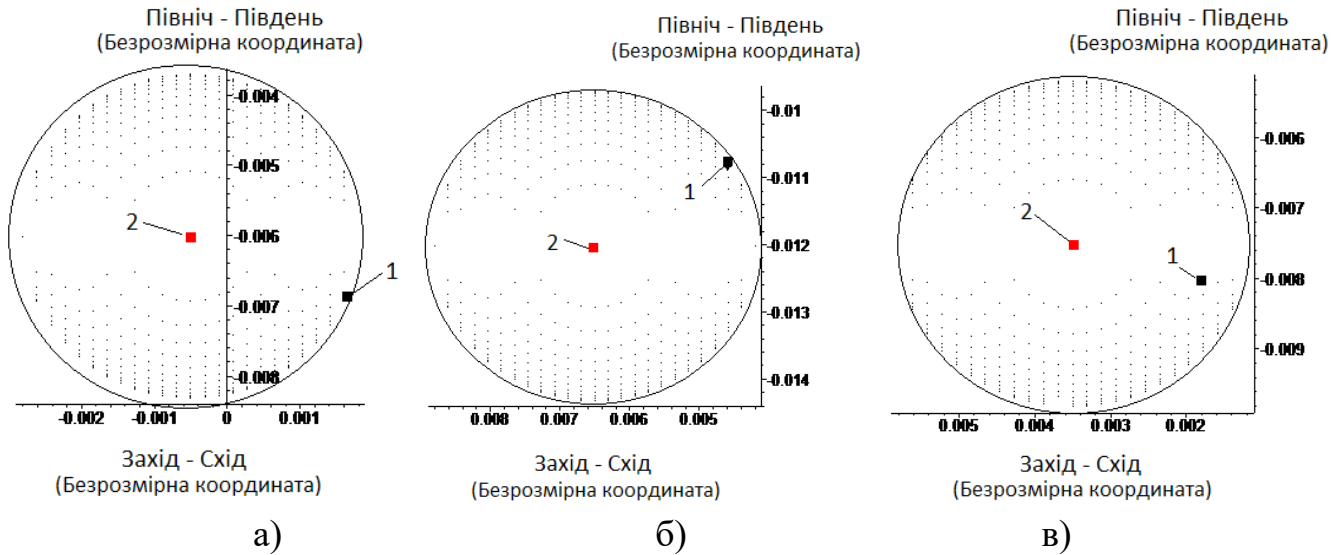 Північ - Південь
(Безрозмірна координата)
-0.004
-0.005
-0.006
-0.007
-0.008
2
1
-0.002
-0.001
0
0.001
Захід - Схід
(Безрозмірна координата)
а)
Північ - Південь
(Безрозмірна координата)
-0.01
-0.011
-0.012
-0.013
-0.014
1
2
0.008
0.007
0.006
0.005
Захід - Схід
(Безрозмірна координата)
б)
Північ - Південь
(Безрозмірна координата)
-0.006
-0.007
-0.008
-0.009
2
1
0.005
0.004
0.003
0.002
Захід - Схід
(Безрозмірна координата)
в)